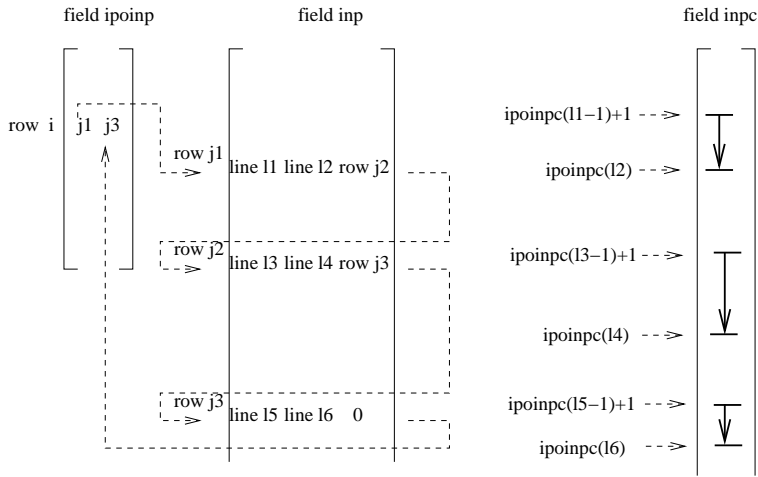 field ipoinp
field inp
field inpc
row i
j1 j3
row j1
line l1 line l2 row j2
row j2
line l3 line l4 row j3
row j3
line l5 line l6 0
ipoinpc(l1−1)+1
ipoinpc(l2)
ipoinpc(l3−1)+1
ipoinpc(l4)
ipoinpc(l5−1)+1
ipoinpc(l6)